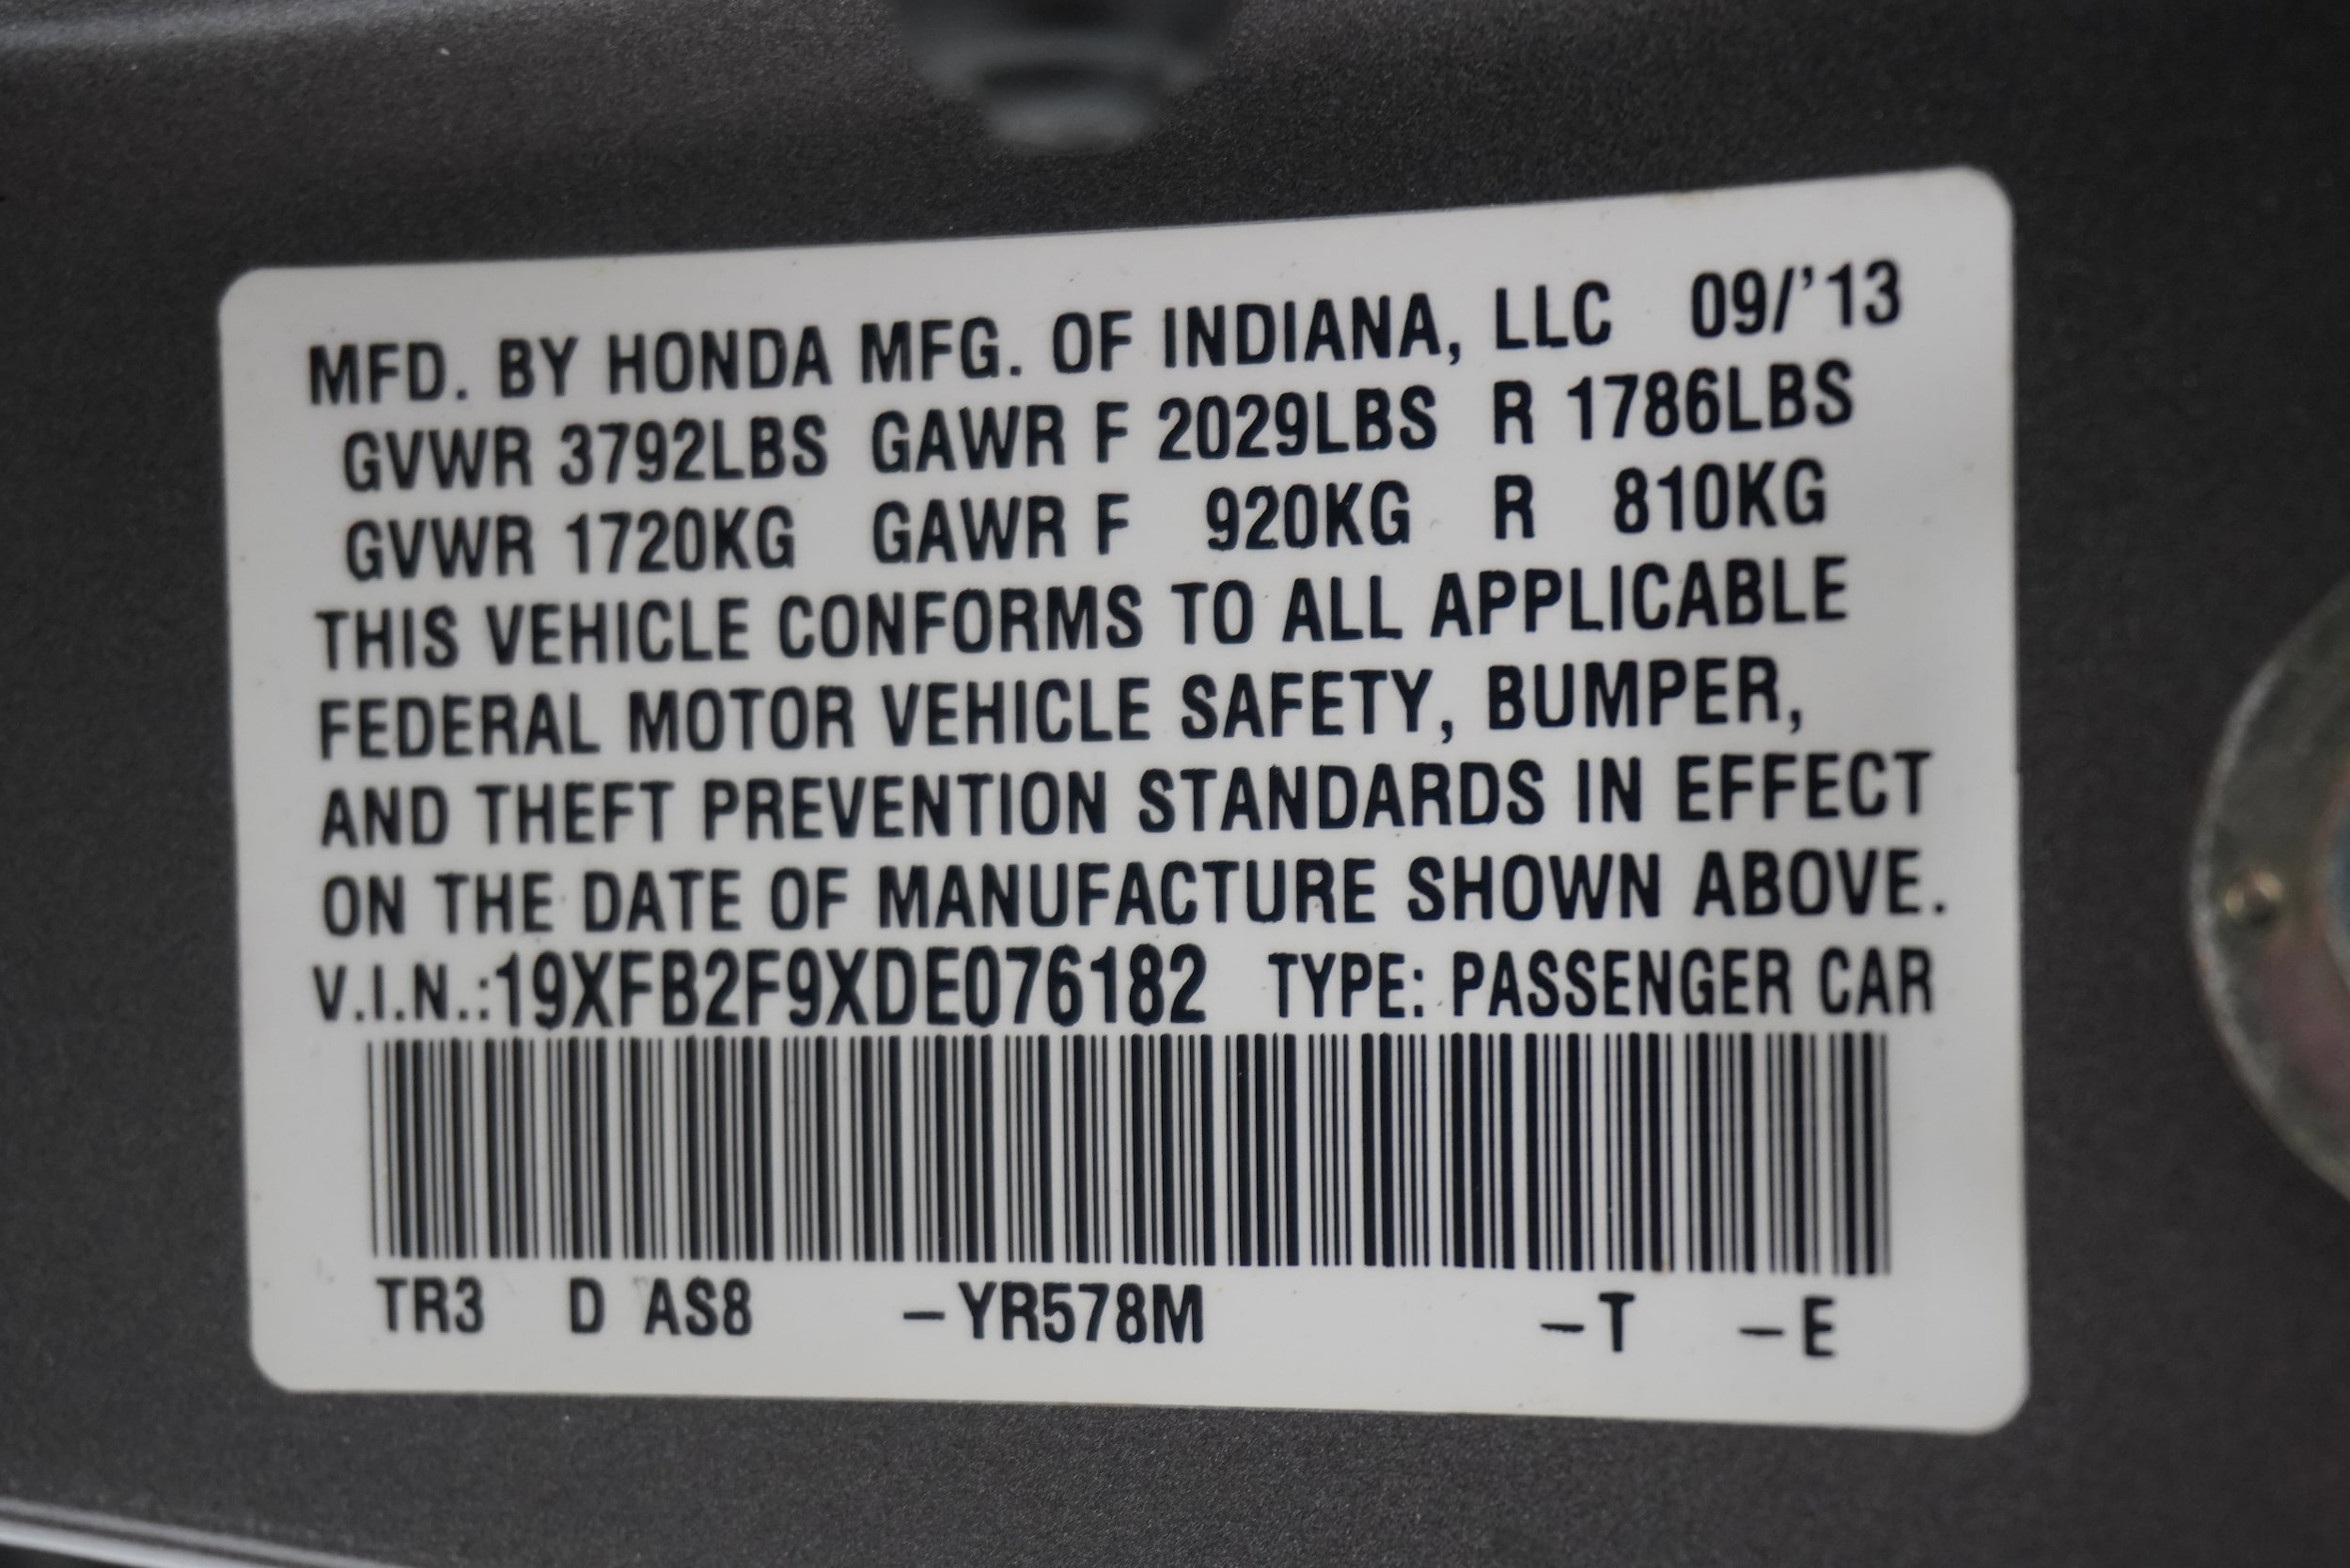 MFD. BY HONDA MFG. OF INDIANA, LLC 09/'13
GVWR 3792LBS GAWR F 2029LBS R 1786LBS
GVWR 1720KG GAWR F 920KG R 810KG
THIS VEHICLE CONFORMS TO ALL APPLICABLE
FEDERAL MOTOR VEHICLE SAFETY, BUMPER,
AND THEFT PREVENTION STANDARDS IN EFFECT
ON THE DATE OF MANUFACTURE SHOWN ABOVE.
V.I.N.:19XFB2F9XDE076182 TYPE: PASSENGER CAR
TR3 D AS8 -YR578M -T -E